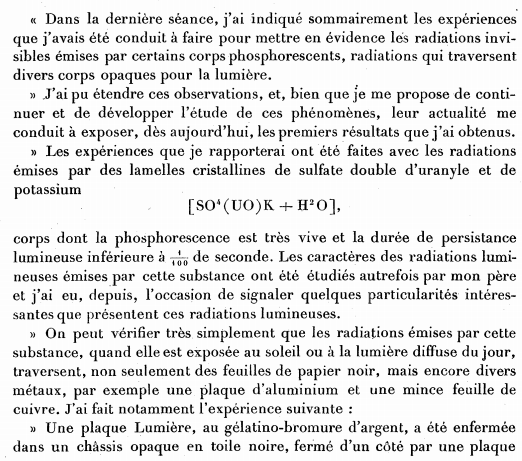 « Dans la dernière séance, j'ai indiqué sommairement les expériences
que j'avais été conduit à faire pour mettre en évidence les radiations invi-
sibles émises par certains corps phosphorescents, radiations qui traversent
divers corps opaques pour la lumière.
» J'ai pu étendre ces observations, et, bien que je me propose de conti-
nuer et de développer l'étude de ces phénomènes, leur actualité me
conduit à exposer, dès aujourd'hui, les premiers résultats que j'ai obtenus.
» Les expériences que je rapporterai ont été faites avec les radiations
émises par des lamelles cristallines de sulfate double d'uranyle et de
potassium
[SO⁴(UO)K + H²O],
corps dont la phosphorescence est très vive et la durée de persistance
lumineuse inférieure à 1/100 de seconde. Les caractères des radiations lumi-
neuses émises par cette substance ont été étudiés autrefois par mon père
et j'ai eu, depuis, l'occasion de signaler quelques particularités intéres-
santes que présentent ces radiations lumineuses.
» On peut vérifier très simplement que les radiations émises par cette
substance, quand elle est exposée au soleil ou à la lumière diffuse du jour,
traversent, non seulement des feuilles de papier noir, mais encore divers
métaux, par exemple une plaque d'aluminium et une mince feuille de
cuivre. J'ai fait notamment l'expérience suivante :
» Une plaque Lumière, au gélatino-bromure d'argent, a été enfermée
dans un châssis opaque en toile noire, fermé d'un côté par une plaque